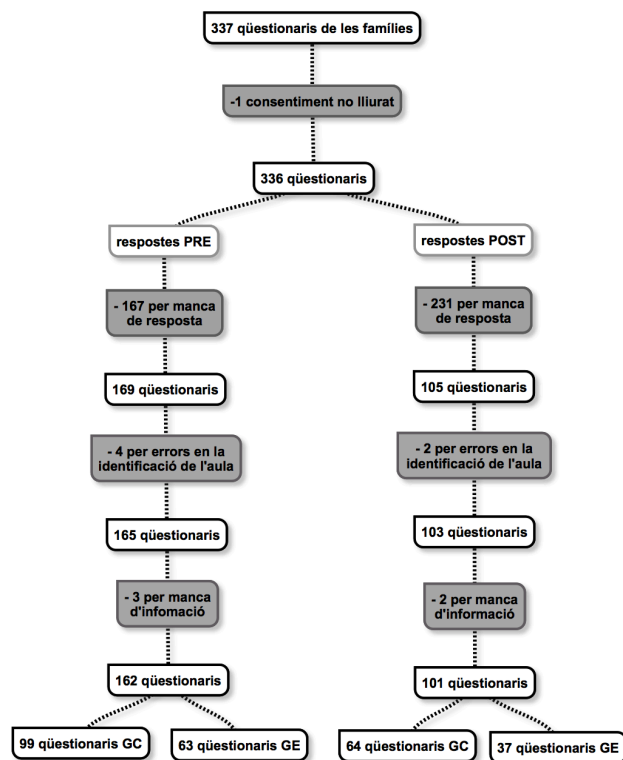 337 qüestionaris de les famílies
-1 consentiment no lliurat
336 qüestionaris
respostes PRE
respostes POST
- 167 per manca
de resposta
- 231 per manca
de resposta
169 qüestionaris
105 qüestionaris
- 4 per errors en la
identificació de l'aula
- 2 per errors en la
identificació de l'aula
165 qüestionaris
103 qüestionaris
- 3 per manca
d'infomació
- 2 per manca
d'informació
162 qüestionaris
101 qüestionaris
99 qüestionaris GC
63 qüestionaris GE
64 qüestionaris GC
37 qüestionaris GE